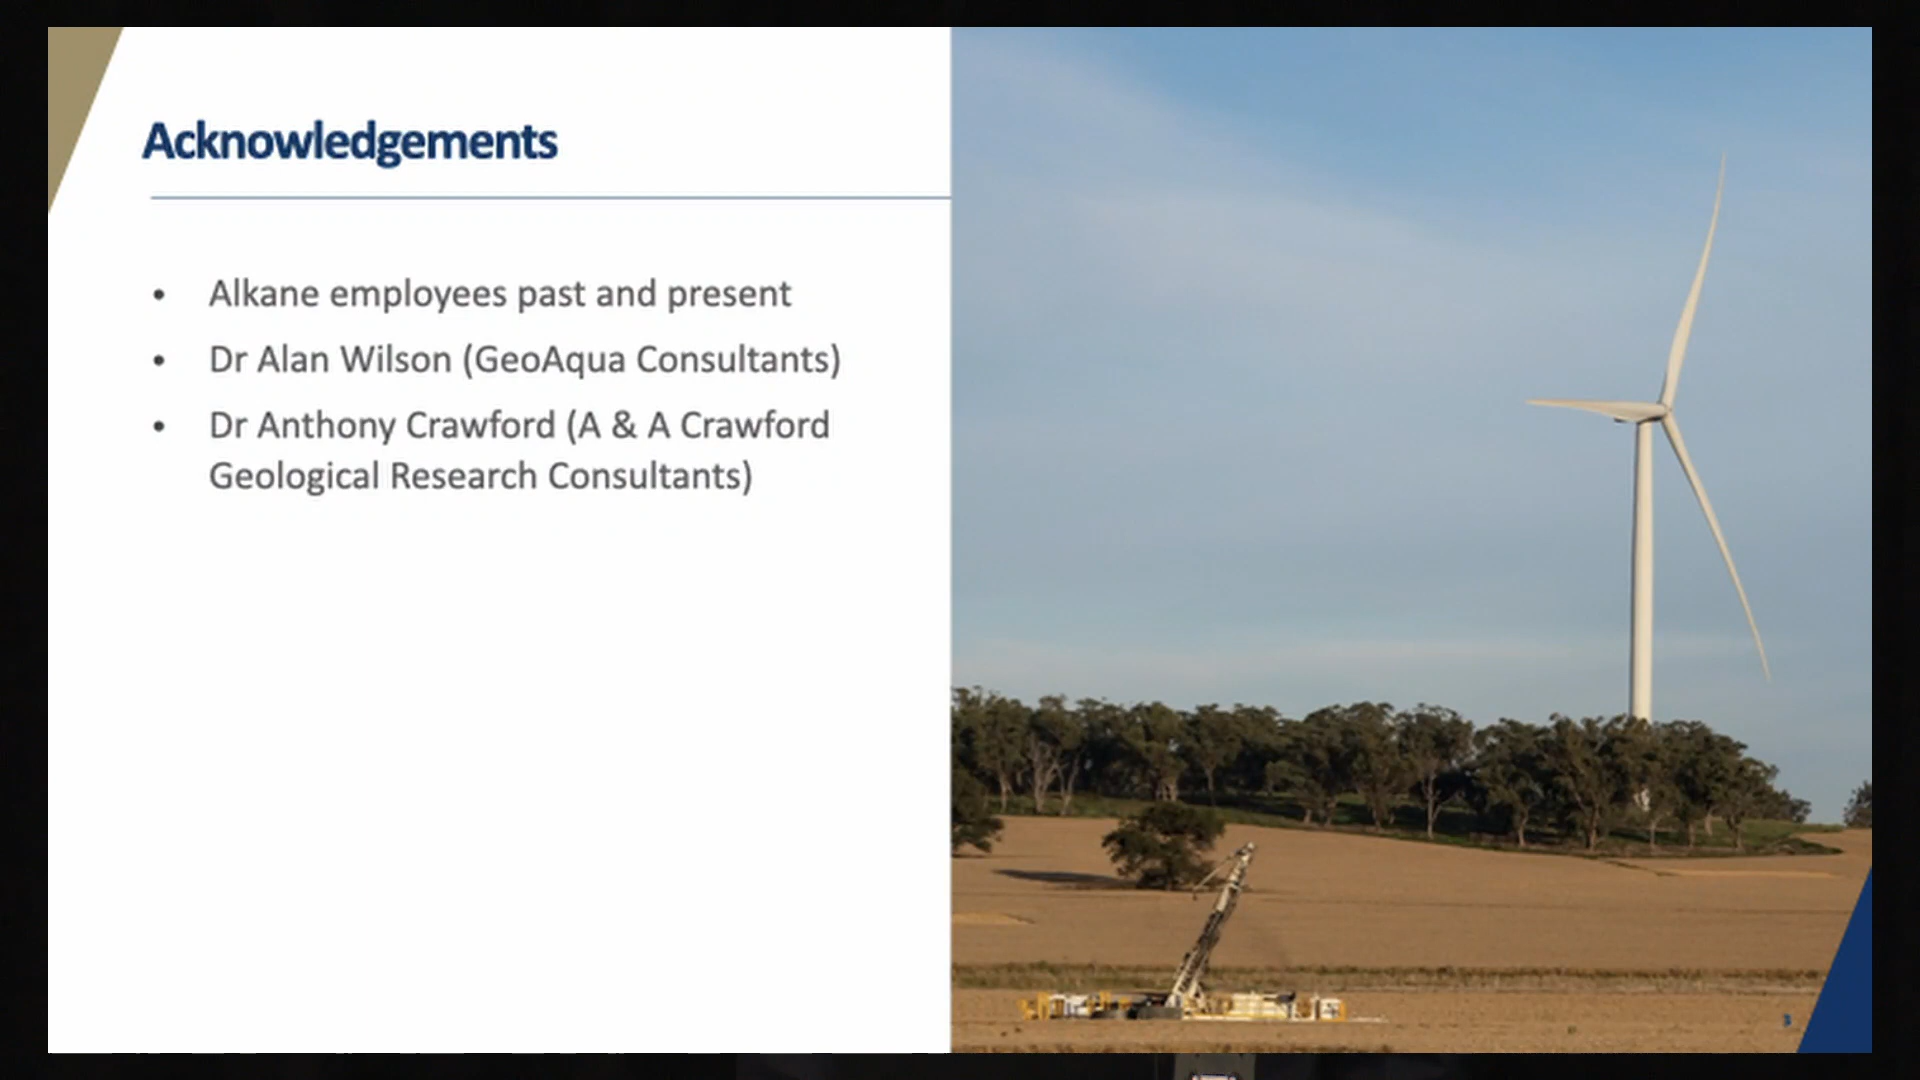 Acknowledgements
• Alkane employees past and present
• Dr Alan Wilson (GeoAqua Consultants)
• Dr Anthony Crawford (A & A Crawford
Geological Research Consultants)